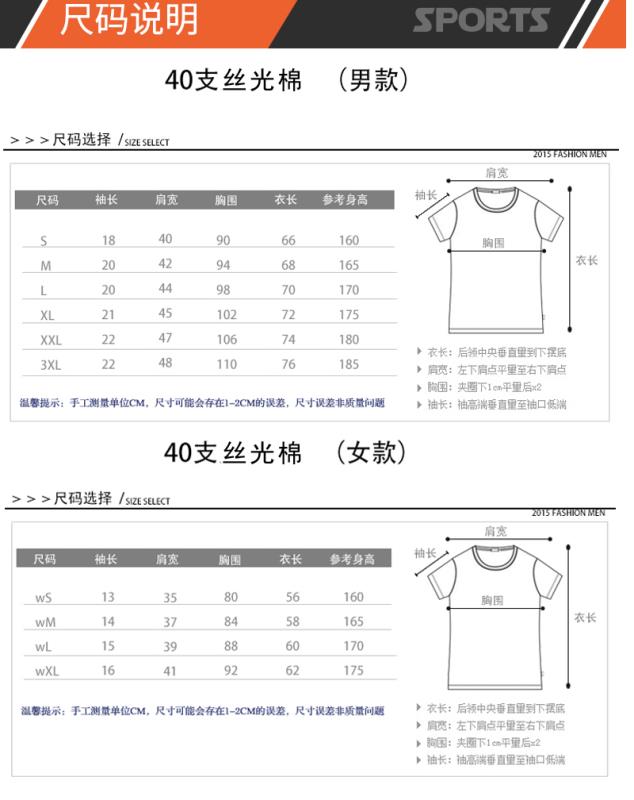 尺码说明
SPORTS
40支丝光棉 （男款）
>>>尺码选择 /SIZE SELECT
2015 FASHION MEN
尺码 袖长 肩宽 胸围 衣长 参考身高
S 18 40 90 66 160
M 20 42 94 68 165
L 20 44 98 70 170
XL 21 45 102 72 175
XXL 22 47 106 74 180
3XL 22 48 110 76 185
温馨提示：手工测量单位CM，尺寸可能会存在1-2CM的误差，尺寸误差非质量问题
肩宽
袖长
胸围
衣长
衣长：后领中央垂直量到下摆底
肩宽：左下肩点平量至右下肩点
胸围：夹圈下1cm平量后x2
袖长：袖高端垂直量至袖口低端
40支丝光棉 （女款）
>>>尺码选择 /SIZE SELECT
2015 FASHION MEN
尺码 袖长 肩宽 胸围 衣长 参考身高
wS 13 35 80 56 160
wM 14 37 84 58 165
wL 15 39 88 60 170
wXL 16 41 92 62 175
温馨提示：手工测量单位CM，尺寸可能会存在1-2CM的误差，尺寸误差非质量问题
肩宽
袖长
胸围
衣长
衣长：后领中央垂直量到下摆底
肩宽：左下肩点平量至右下肩点
胸围：夹圈下1cm平量后x2
袖长：袖高端垂直量至袖口低端